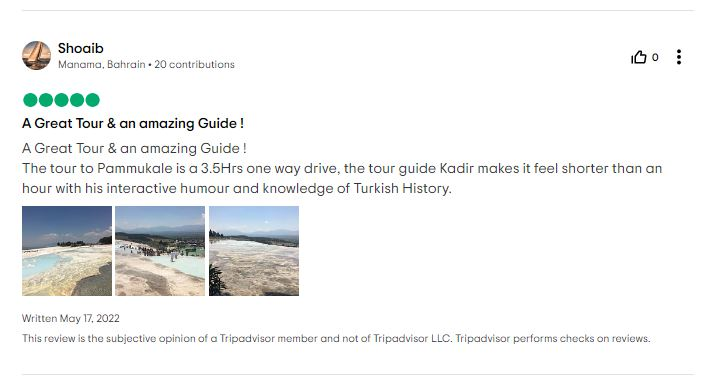 Shoaib
Manama, Bahrain • 20 contributions
0
A Great Tour & an amazing Guide !
A Great Tour & an amazing Guide !
The tour to Pammukale is a 3.5Hrs one way drive, the tour guide Kadir makes it feel shorter than an
hour with his interactive humour and knowledge of Turkish History.
Written May 17, 2022
This review is the subjective opinion of a Tripadvisor member and not of Tripadvisor LLC. Tripadvisor performs checks on reviews.